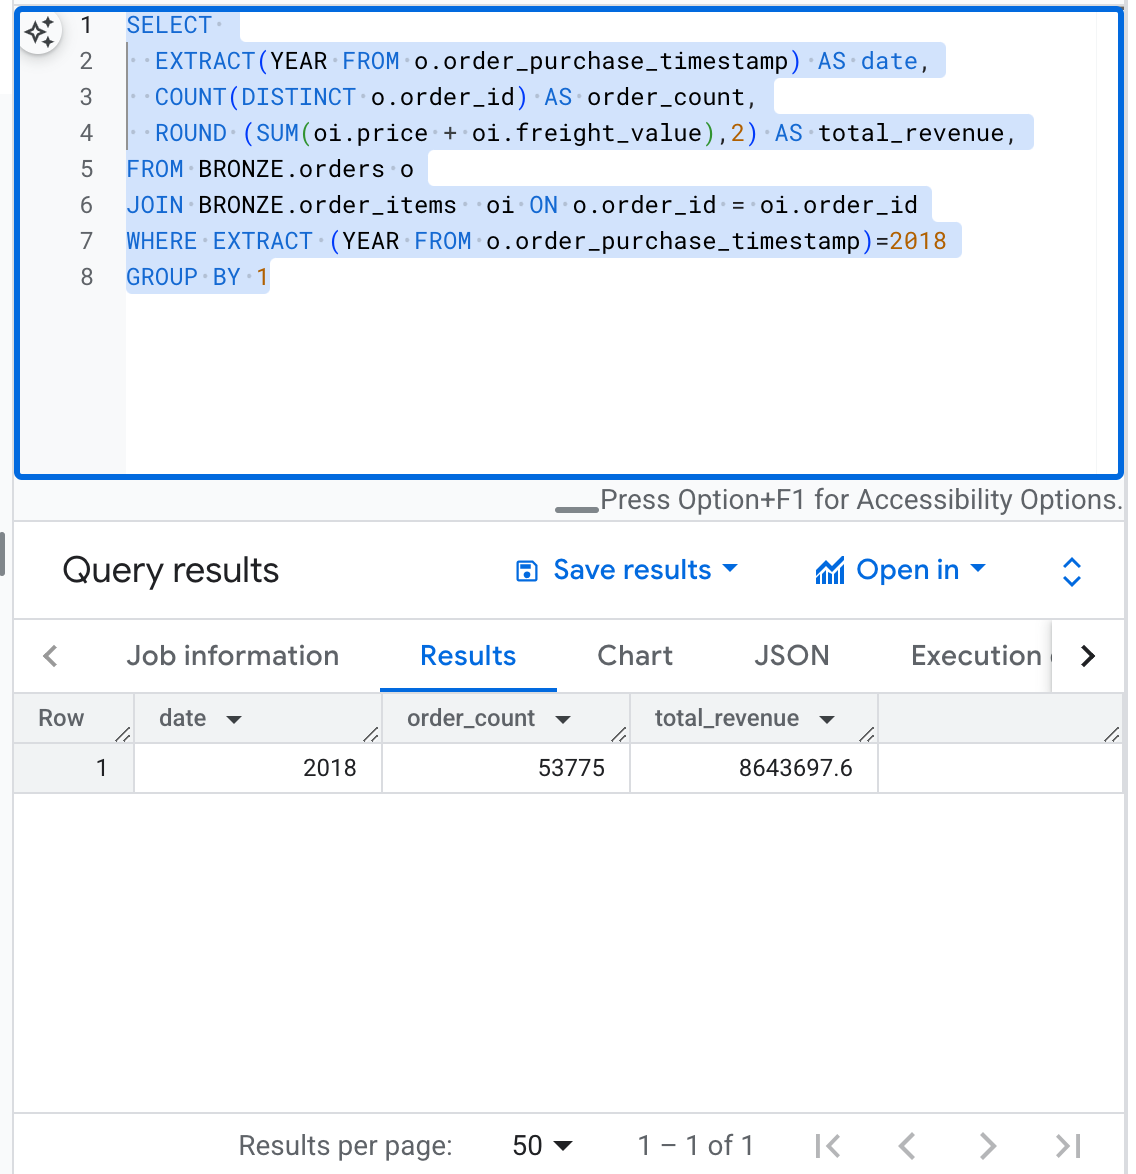 1 SELECT
2 EXTRACT(YEAR FROM o.order_purchase_timestamp) AS date,
3 COUNT(DISTINCT o.order_id) AS order_count,
4 ROUND (SUM(oi.price + oi.freight_value),2) AS total_revenue,
5 FROM BRONZE.orders o
6 JOIN BRONZE.order_items  oi ON o.order_id = oi.order_id
7 WHERE EXTRACT (YEAR FROM o.order_purchase_timestamp)=2018
8 GROUP BY 1
Press Option+F1 for Accessibility Options.
Query results Save results Open in
Job information Results Chart JSON Execution
Row date order_count total_revenue
1 2018 53775 8643697.6
Results per page: 50 1 – 1 of 1